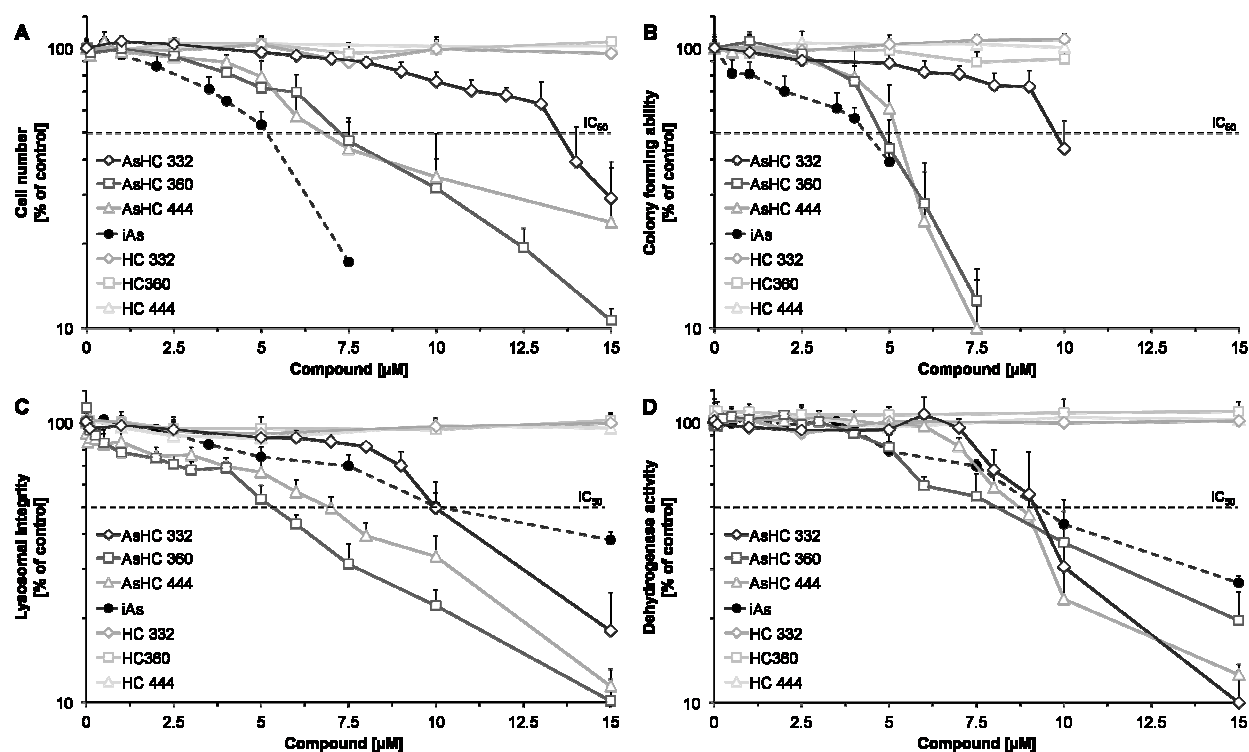 A
100
10
Cell number
[% of control]
IC50
AsHC 332
AsHC 360
AsHC 444
iAs
HC 332
HC360
HC 444
0 2.5 5 7.5 10 12.5 15
Compound [µM]
B
100
10
Colony forming ability
[% of control]
IC50
AsHC 332
AsHC 360
AsHC 444
iAs
HC 332
HC360
HC 444
0 2.5 5 7.5 10 12.5 15
Compound [µM]
C
100
10
Lysosomal integrity
[% of control]
IC50
AsHC 332
AsHC 360
AsHC 444
iAs
HC 332
HC360
HC 444
0 2.5 5 7.5 10 12.5 15
Compound [µM]
D
100
10
Dehydrogenase activity
[% of control]
IC50
AsHC 332
AsHC 360
AsHC 444
iAs
HC 332
HC360
HC 444
0 2.5 5 7.5 10 12.5 15
Compound [µM]